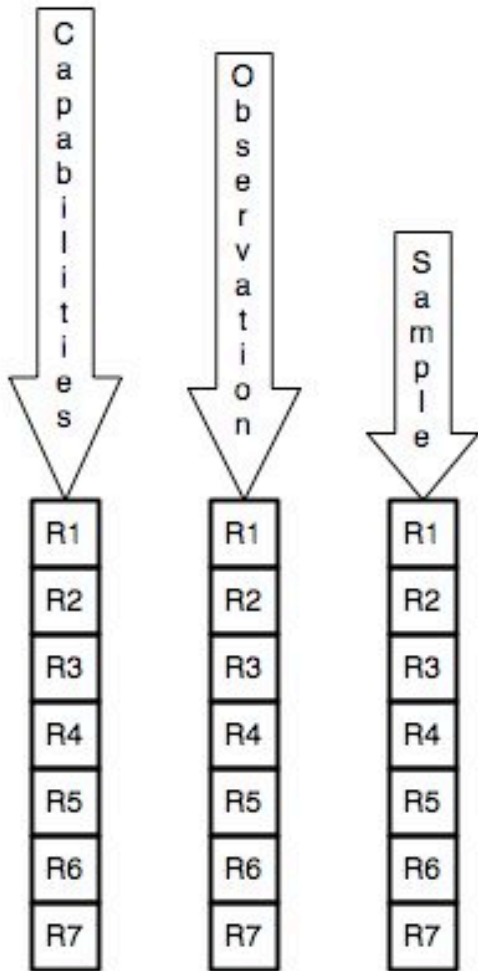 Capabilities
Observation
Sample
R1 R1 R1
R2 R2 R2
R3 R3 R3
R4 R4 R4
R5 R5 R5
R6 R6 R6
R7 R7 R7